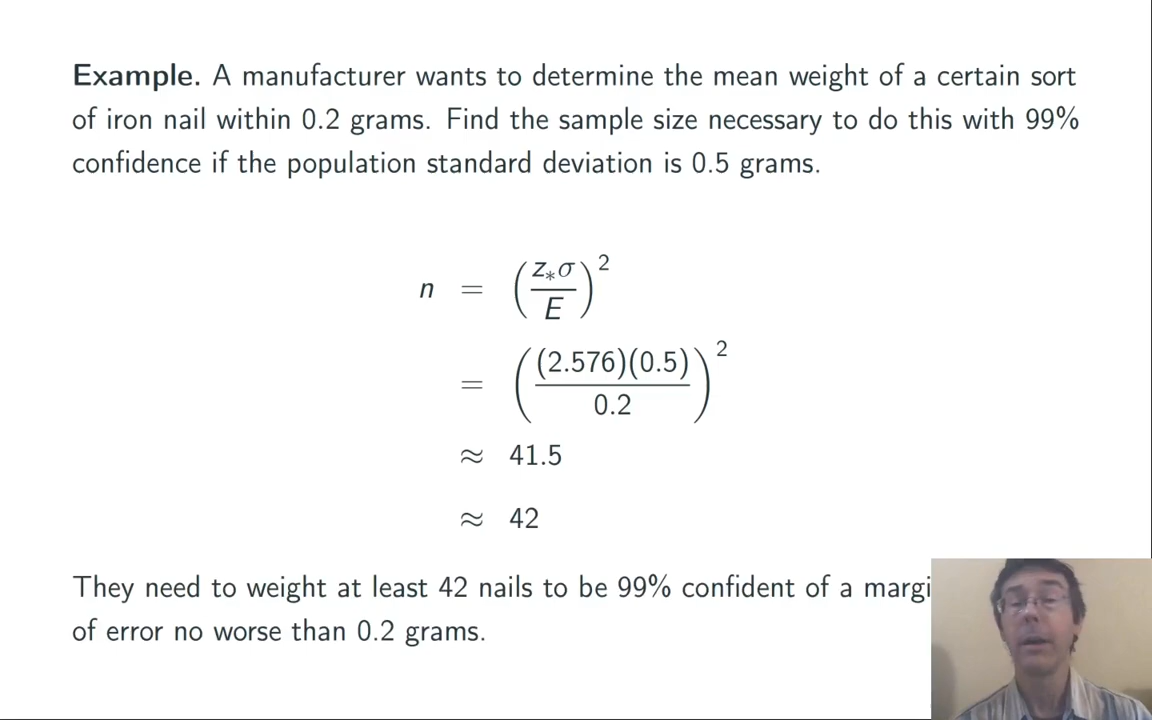 Example. A manufacturer wants to determine the mean weight of a certain sort
of iron nail within 0.2 grams. Find the sample size necessary to do this with 99%
confidence if the population standard deviation is 0.5 grams.
n = (z∗σ / E)²
= ((2.576)(0.5) / 0.2)²
≈ 41.5
≈ 42
They need to weight at least 42 nails to be 99% confident of a margi
of error no worse than 0.2 grams.